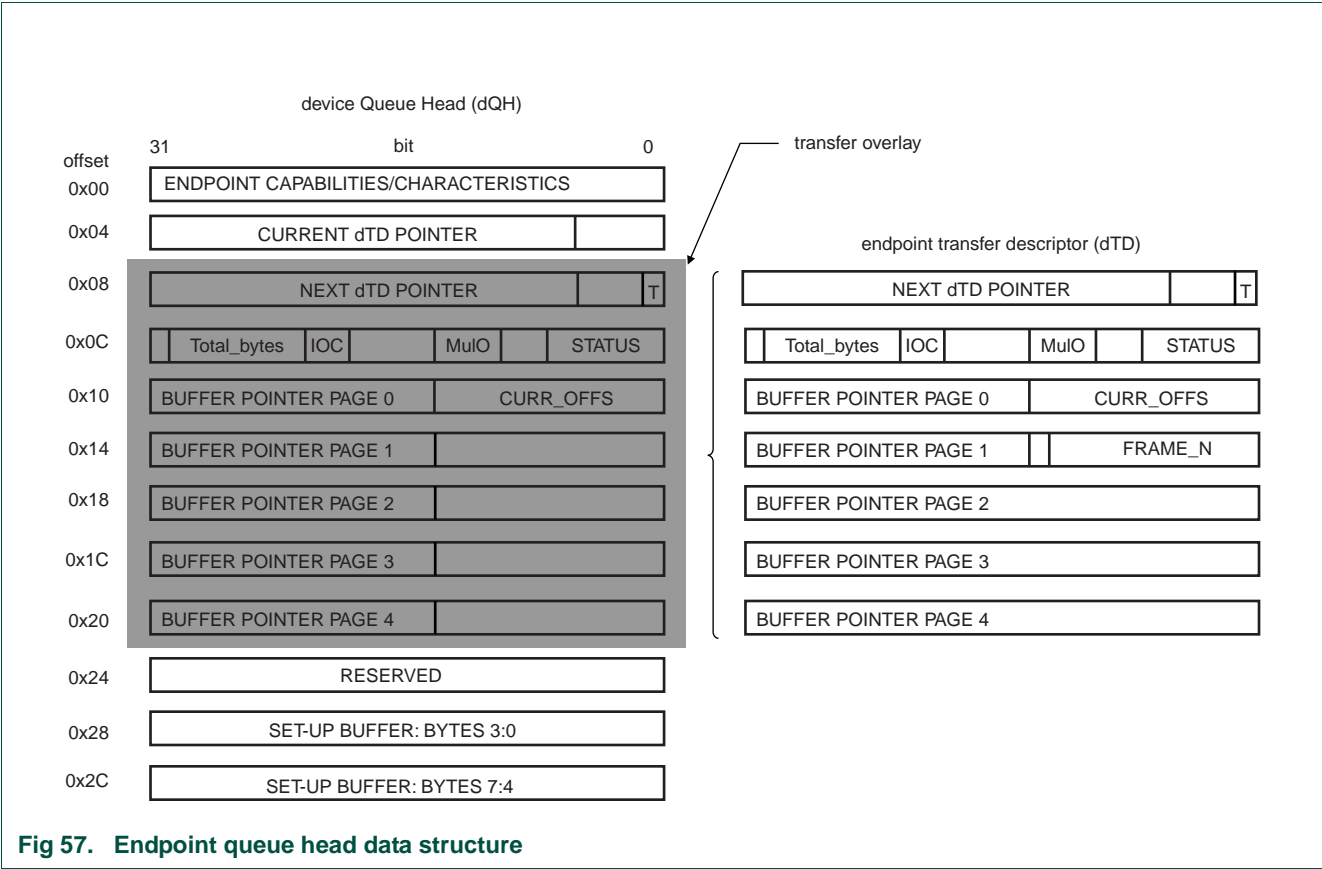 device Queue Head (dQH)
31 bit 0
transfer overlay
offset
0x00 ENDPOINT CAPABILITIES/CHARACTERISTICS
0x04 CURRENT dTD POINTER
endpoint transfer descriptor (dTD)
0x08 NEXT dTD POINTER T NEXT dTD POINTER T
0x0C Total_bytes IOC MulO STATUS Total_bytes IOC MulO STATUS
0x10 BUFFER POINTER PAGE 0 CURR_OFFS BUFFER POINTER PAGE 0 CURR_OFFS
0x14 BUFFER POINTER PAGE 1 BUFFER POINTER PAGE 1 FRAME_N
0x18 BUFFER POINTER PAGE 2 BUFFER POINTER PAGE 2
0x1C BUFFER POINTER PAGE 3 BUFFER POINTER PAGE 3
0x20 BUFFER POINTER PAGE 4 BUFFER POINTER PAGE 4
0x24 RESERVED
0x28 SET-UP BUFFER: BYTES 3:0
0x2C SET-UP BUFFER: BYTES 7:4
Fig 57. Endpoint queue head data structure